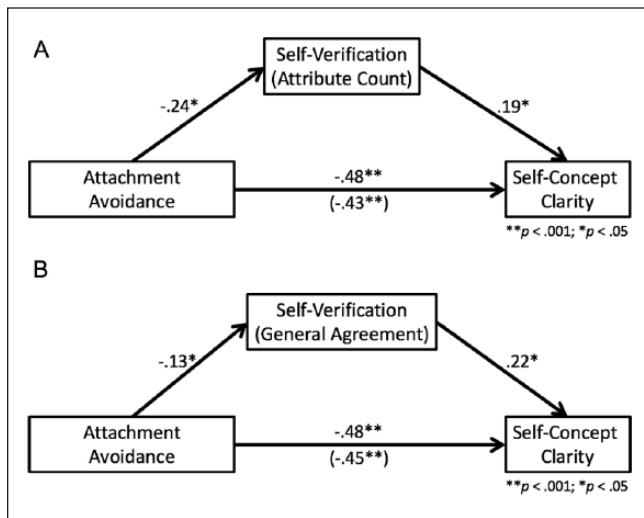 A
Self-Verification
(Attribute Count)
-.24*
.19*
Attachment
Avoidance
-.48**
(-.43**)
Self-Concept
Clarity
**p < .001; *p < .05
B
Self-Verification
(General Agreement)
-.13*
.22*
Attachment
Avoidance
-.48**
(-.45**)
Self-Concept
Clarity
**p < .001; *p < .05